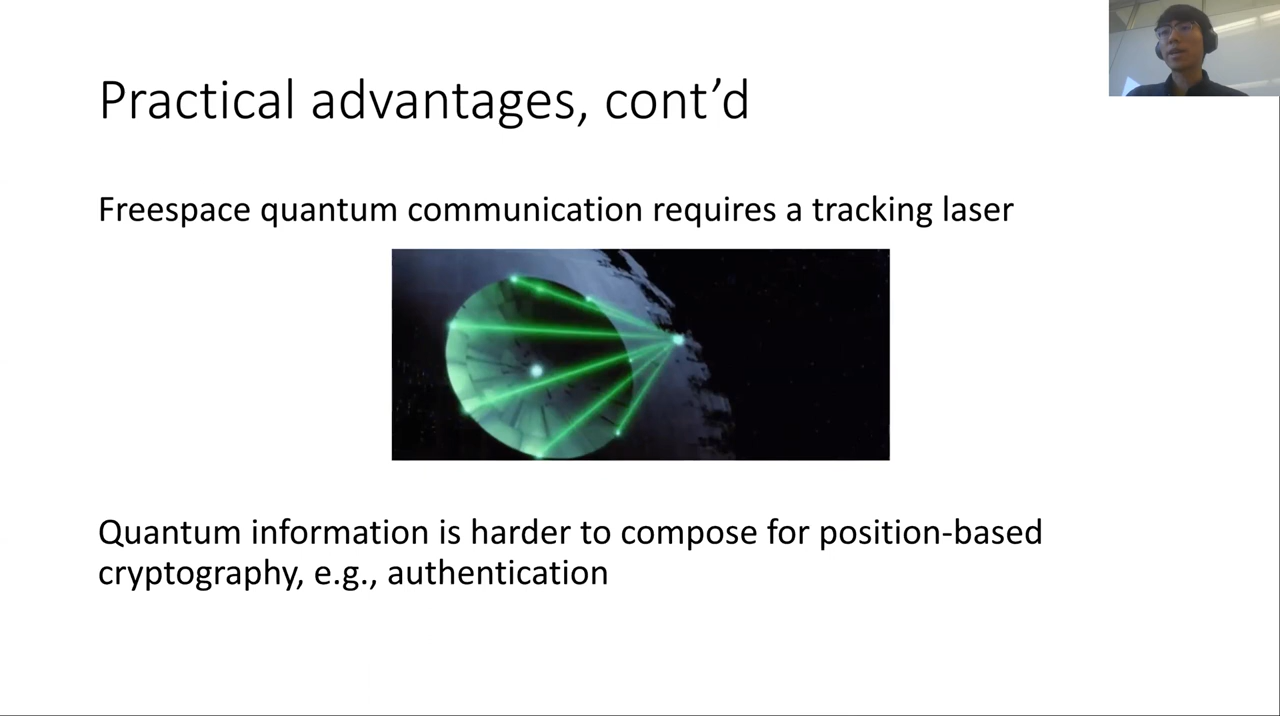 Practical advantages, cont’d
Freespace quantum communication requires a tracking laser
Quantum information is harder to compose for position-based
cryptography, e.g., authentication